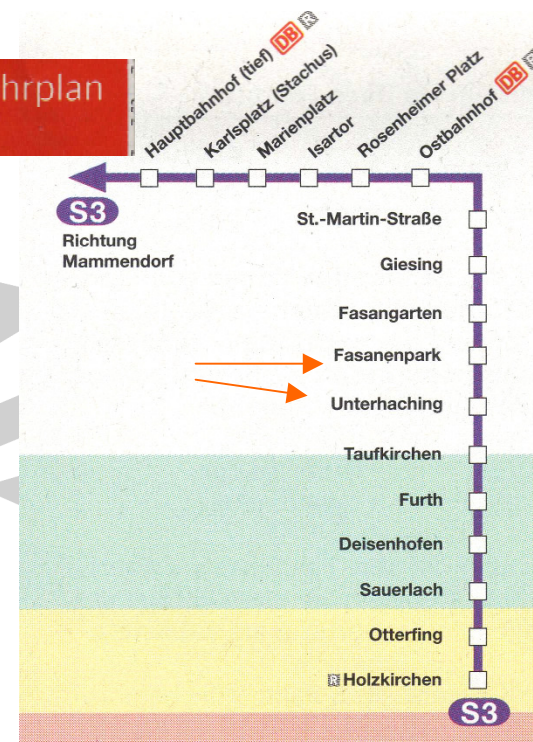 hrplan
Hauptbahnhof (tief) DB R
Karlsplatz (Stachus)
Marienplatz
Isartor
Rosenheimer Platz
Ostbahnhof DB
S3
Richtung
Mammendorf
St.-Martin-Straße
Giesing
Fasangarten
Fasanenpark
Unterhaching
Taufkirchen
Furth
Deisenhofen
Sauerlach
Otterfing
R Holzkirchen
S3